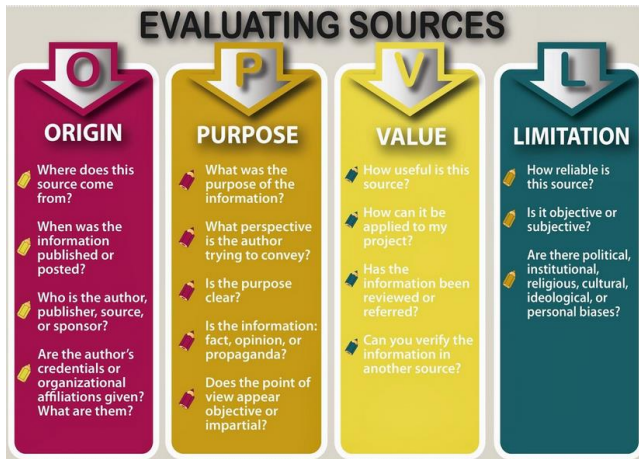 EVALUATING SOURCES
O
ORIGIN
Where does this
source come
from?
When was the
information
published or
posted?
Who is the author,
publisher, source,
or sponsor?
Are the author's
credentials or
organizational
affiliations given?
What are them?
P
PURPOSE
What was the
purpose of the
information?
What perspective
is the author
trying to convey?
Is the purpose
clear?
Is the information:
fact, opinion, or
propaganda?
Does the point of
view appear
objective or
impartial?
V
VALUE
How useful is this
source?
How can it be
applied to my
project?
Has the
information been
reviewed or
referred?
Can you verify the
information in
another source?
L
LIMITATION
How reliable is
this source?
Is it objective or
subjective?
Are there political,
institutional,
religious, cultural,
ideological, or
personal biases?